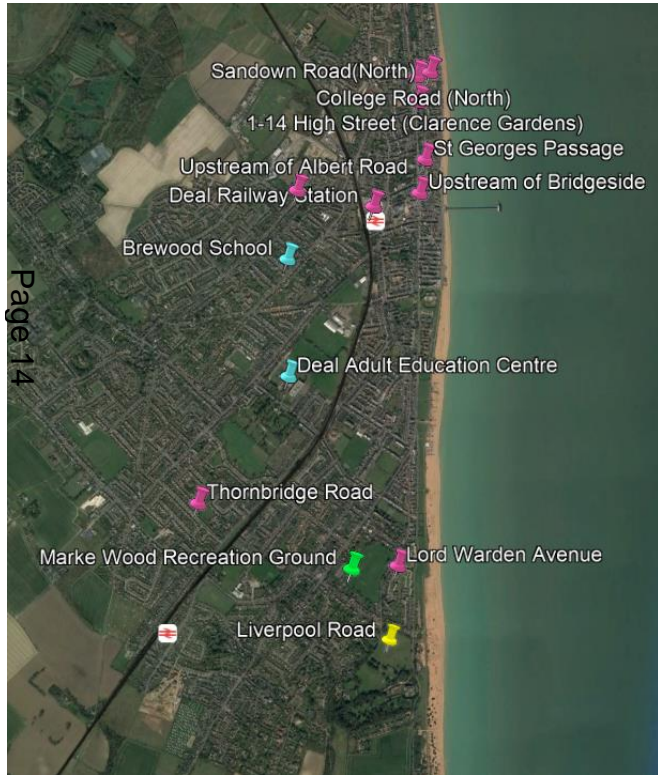 Sandown Road(North)
College Road (North)
1-14 High Street (Clarence Gardens)
St Georges Passage
Upstream of Albert Road
Upstream of Bridgeside
Deal Railway Station
Brewood School
Page 14
Deal Adult Education Centre
Thornbridge Road
Marke Wood Recreation Ground
Lord Warden Avenue
Liverpool Road